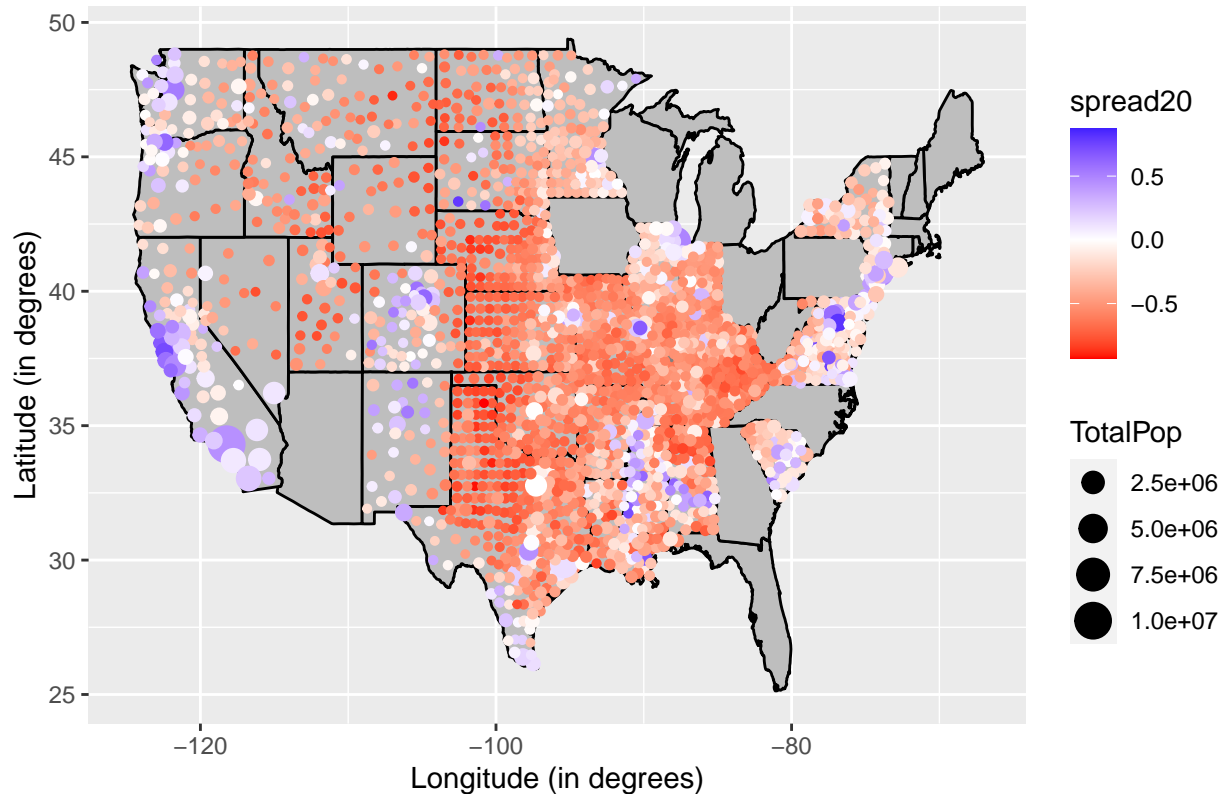 50
45
40
35
30
25
Latitude (in degrees)
−120
−100
−80
Longitude (in degrees)
spread20
0.5
0.0
−0.5
TotalPop
2.5e+06
5.0e+06
7.5e+06
1.0e+07